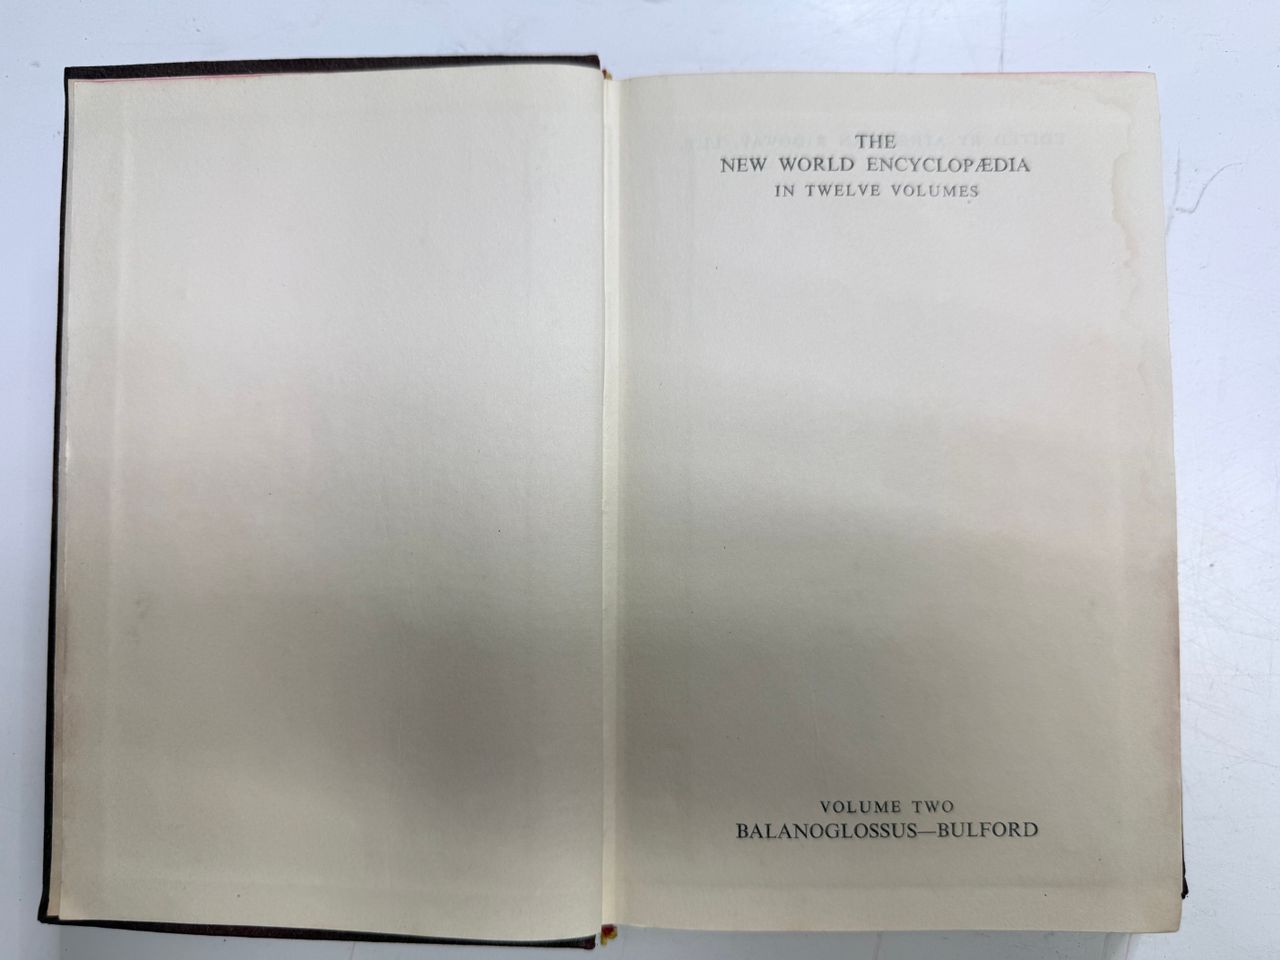 THE
NEW WORLD ENCYCLOPÆDIA
IN TWELVE VOLUMES
VOLUME TWO
BALANOGLOSSUS—BULFORD